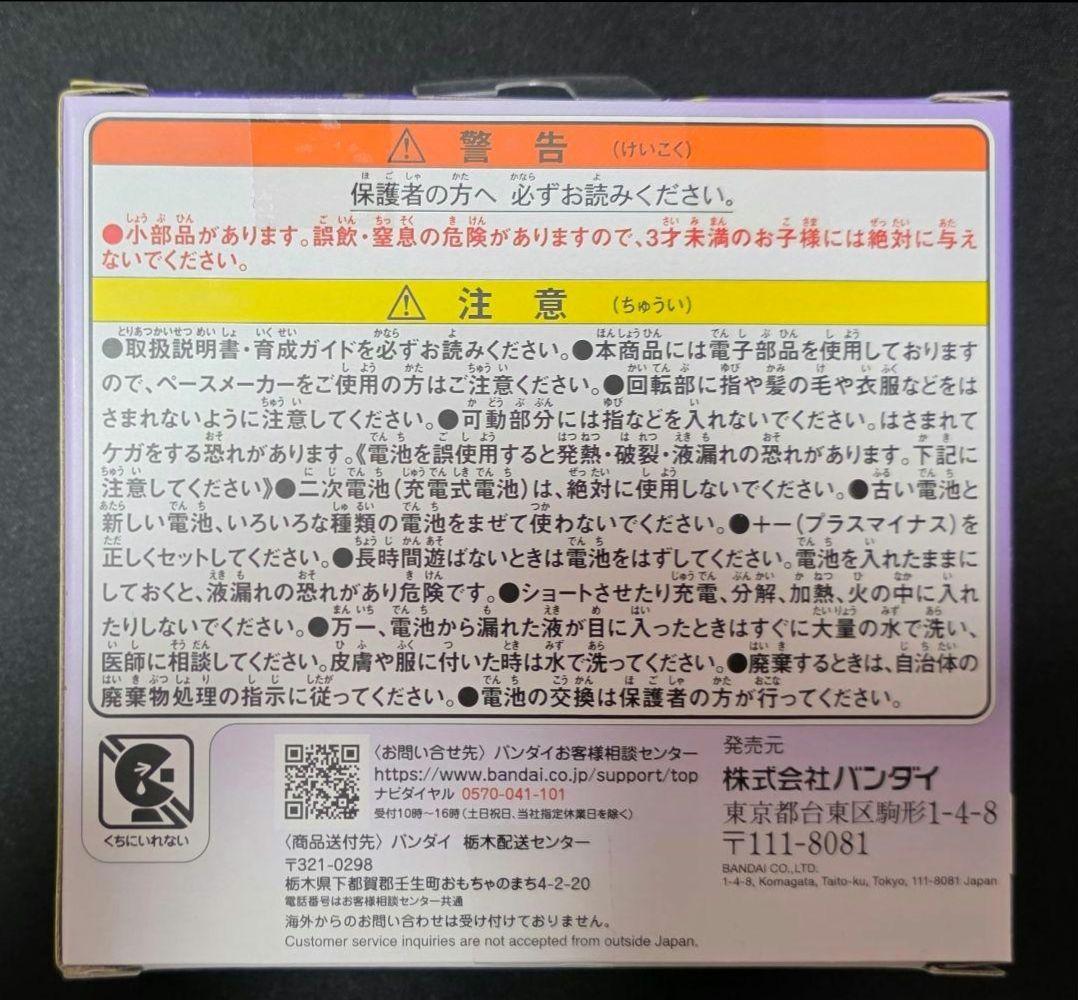 警告 (けいこく)
保護者の方へ 必ずお読みください。
●小部品があります。誤飲・窒息の危険がありますので、3才未満のお子様には絶対に与え
ないでください。
注意 (ちゅうい)
●取扱説明書・育成ガイドを必ずお読みください。●本商品には電子部品を使用しております
ので、ペースメーカーをご使用の方はご注意ください。●回転部に指や髪の毛や衣服などをは
さまれないように注意してください。●可動部分には指などを入れないでください。はさまれて
ケガをする恐れがあります。《電池を誤使用すると発熱・破裂・液漏れの恐れがあります。下記に
注意してください》●二次電池(充電式電池)は、絶対に使用しないでください。●古い電池と
新しい電池、いろいろな種類の電池をまぜて使わないでください。●+-(プラスマイナス)を
正しくセットしてください。●長時間遊ばないときは電池をはずしてください。電池を入れたままに
しておくと、液漏れの恐れがあり危険です。●ショートさせたり充電、分解、加熱、火の中に入れ
たりしないでください。●万一、電池から漏れた液が目に入ったときはすぐに大量の水で洗い、
医師に相談してください。皮膚や服に付いた時は水で洗ってください。●廃棄するときは、自治体の
廃棄物処理の指示に従ってください。●電池の交換は保護者の方が行ってください。
くちにいれない
〈お問い合せ先〉バンダイお客様相談センター
https://www.bandai.co.jp/support/top
ナビダイヤル 0570-041-101
受付10時～16時(土日祝日、当社指定休業日を除く)
〈商品送付先〉バンダイ 栃木配送センター
〒321-0298
栃木県下都賀郡壬生町おもちゃのまち4-2-20
電話番号はお客様相談センター共通
海外からのお問い合わせは受け付けておりません。
Customer service inquiries are not accepted from outside Japan.
発売元
株式会社バンダイ
東京都台東区駒形1-4-8
〒111-8081
BANDAI CO.,LTD.
1-4-8, Komagata, Taito-ku, Tokyo, 111-8081 Japan